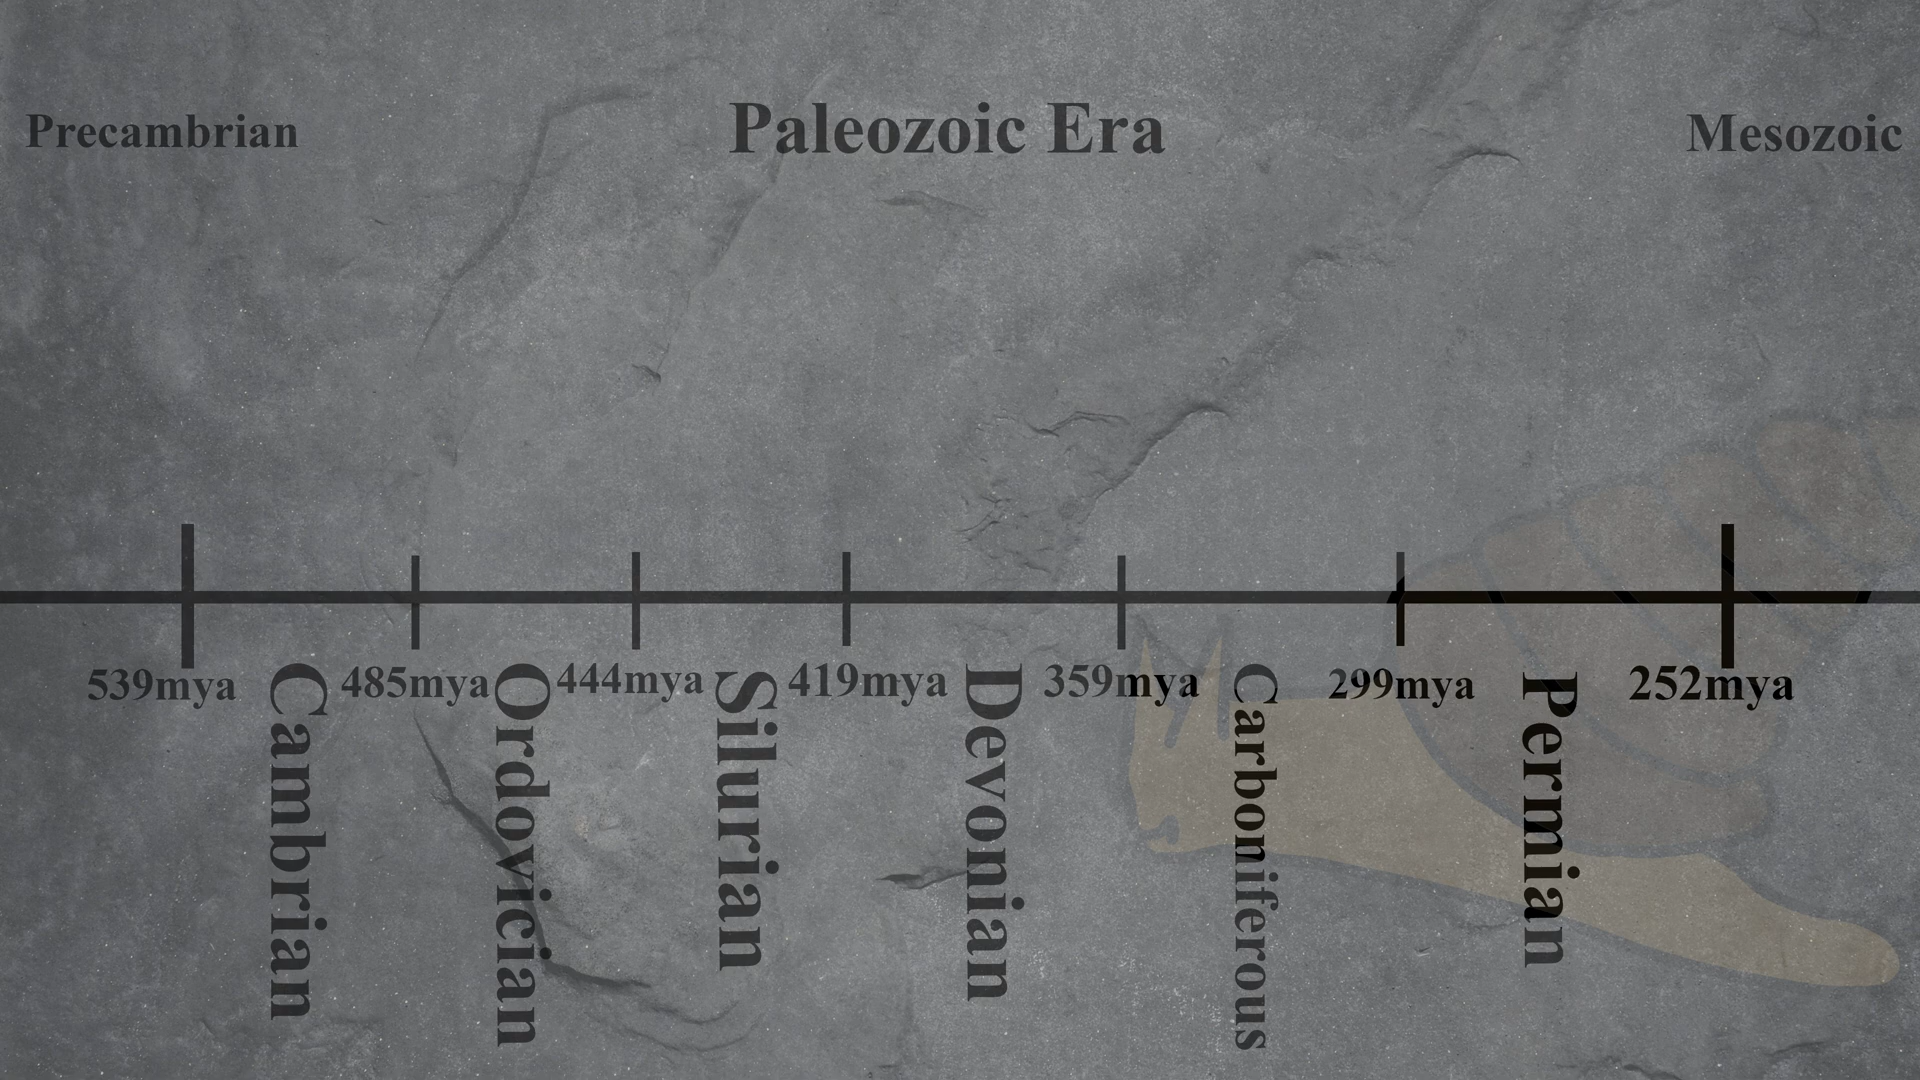 Precambrian
Paleozoic Era
Mesozoic
539mya
485mya
444mya
419mya
359mya
299mya
252mya
Cambrian
Ordovician
Silurian
Devonian
Carboniferous
Permian